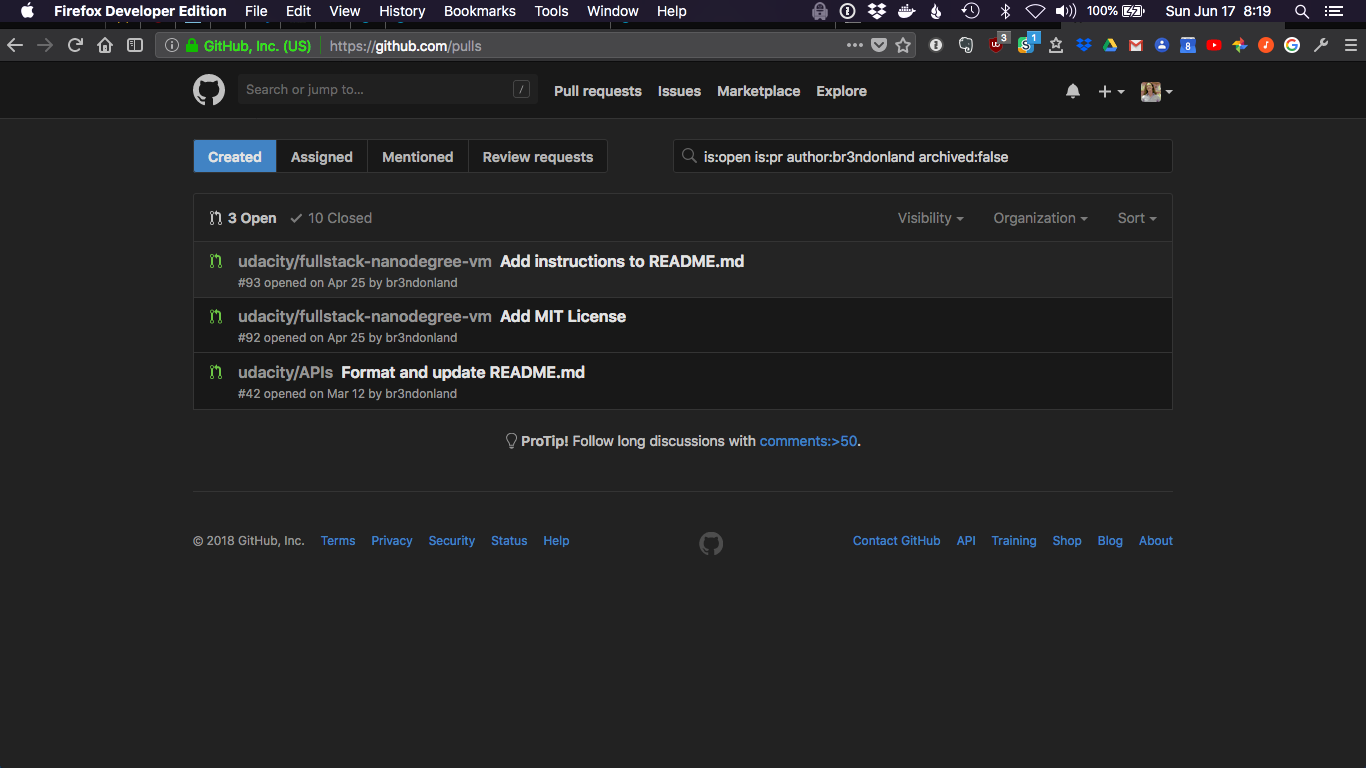 Firefox Developer Edition File Edit View History Bookmarks Tools Window Help 100% Sun Jun 17 8:19
GitHub, Inc. (US) https://github.com/pulls 3 1 8
Search or jump to... / Pull requests Issues Marketplace Explore
Created Assigned Mentioned Review requests is:open is:pr author:br3ndonland archived:false
3 Open 10 Closed Visibility Organization Sort
udacity/fullstack-nanodegree-vm Add instructions to README.md
#93 opened on Apr 25 by br3ndonland
udacity/fullstack-nanodegree-vm Add MIT License
#92 opened on Apr 25 by br3ndonland
udacity/APIs Format and update README.md
#42 opened on Mar 12 by br3ndonland
ProTip! Follow long discussions with comments:>50.
© 2018 GitHub, Inc. Terms Privacy Security Status Help Contact GitHub API Training Shop Blog About